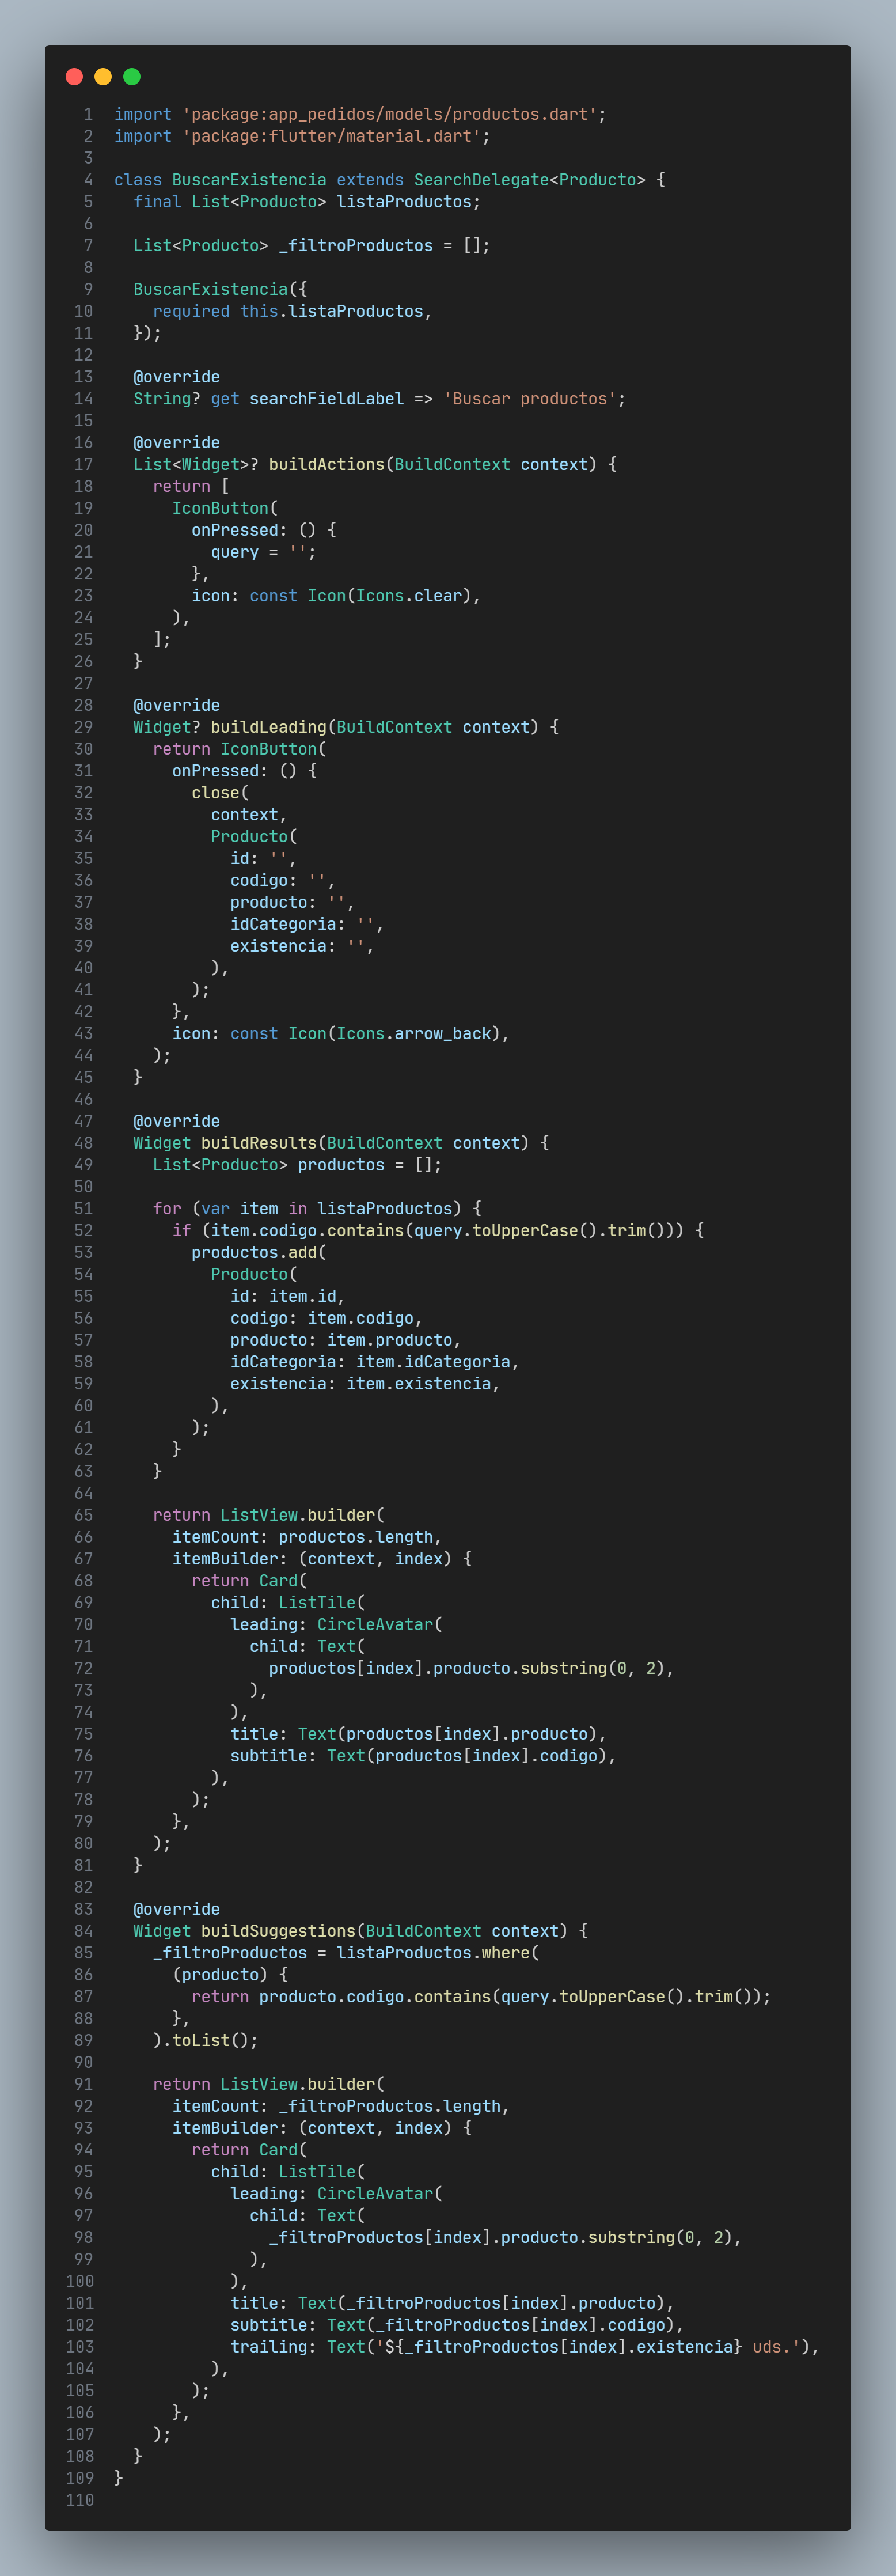 1 import 'package:app_pedidos/models/productos.dart';
2 import 'package:flutter/material.dart';
3
4 class BuscarExistencia extends SearchDelegate<Producto> {
5   final List<Producto> listaProductos;
6
7   List<Producto> _filtroProductos = [];
8
9   BuscarExistencia({
10     required this.listaProductos,
11   });
12
13   @override
14   String? get searchFieldLabel => 'Buscar productos';
15
16   @override
17   List<Widget>? buildActions(BuildContext context) {
18     return [
19       IconButton(
20         onPressed: () {
21           query = '';
22         },
23         icon: const Icon(Icons.clear),
24       ),
25     ];
26   }
27
28   @override
29   Widget? buildLeading(BuildContext context) {
30     return IconButton(
31       onPressed: () {
32         close(
33           context,
34           Producto(
35             id: '',
36             codigo: '',
37             producto: '',
38             idCategoria: '',
39             existencia: '',
40           ),
41         );
42       },
43       icon: const Icon(Icons.arrow_back),
44     );
45   }
46
47   @override
48   Widget buildResults(BuildContext context) {
49     List<Producto> productos = [];
50
51     for (var item in listaProductos) {
52       if (item.codigo.contains(query.toUpperCase().trim())) {
53         productos.add(
54           Producto(
55             id: item.id,
56             codigo: item.codigo,
57             producto: item.producto,
58             idCategoria: item.idCategoria,
59             existencia: item.existencia,
60           ),
61         );
62       }
63     }
64
65     return ListView.builder(
66       itemCount: productos.length,
67       itemBuilder: (context, index) {
68         return Card(
69           child: ListTile(
70             leading: CircleAvatar(
71               child: Text(
72                 productos[index].producto.substring(0, 2),
73               ),
74             ),
75             title: Text(productos[index].producto),
76             subtitle: Text(productos[index].codigo),
77           ),
78         );
79       },
80     );
81   }
82
83   @override
84   Widget buildSuggestions(BuildContext context) {
85     _filtroProductos = listaProductos.where(
86       (producto) {
87         return producto.codigo.contains(query.toUpperCase().trim());
88       },
89     ).toList();
90
91     return ListView.builder(
92       itemCount: _filtroProductos.length,
93       itemBuilder: (context, index) {
94         return Card(
95           child: ListTile(
96             leading: CircleAvatar(
97               child: Text(
98                 _filtroProductos[index].producto.substring(0, 2),
99               ),
100             ),
101             title: Text(_filtroProductos[index].producto),
102             subtitle: Text(_filtroProductos[index].codigo),
103             trailing: Text('${_filtroProductos[index].existencia} uds.'),
104           ),
105         );
106       },
107     );
108   }
109 }
110